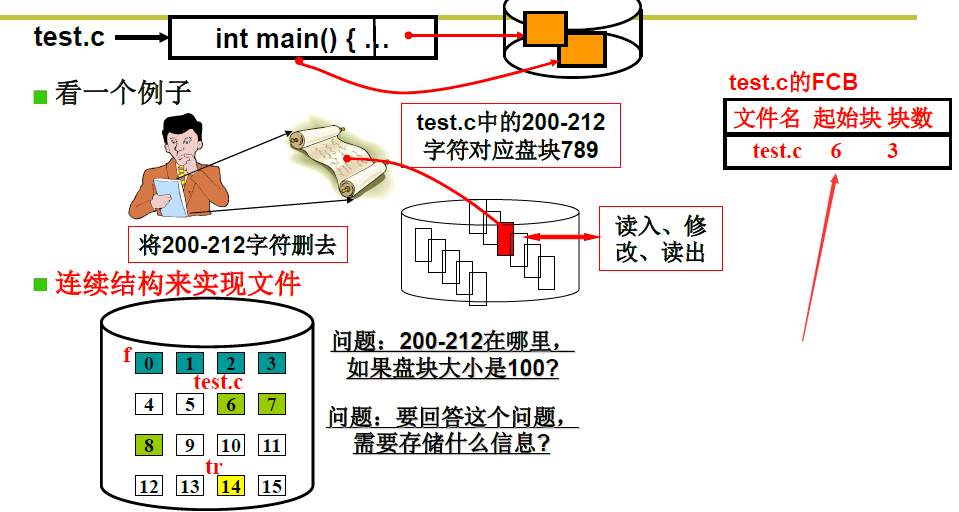 test.c
int main() { …
看一个例子
test.c中的200-212
字符对应盘块789
将200-212字符删去
读入、修
改、读出
test.c的FCB
文件名 起始块 块数
test.c 6 3
连续结构来实现文件
f
0 1 2 3
test.c
4 5 6 7
8 9 10 11
tr
12 13 14 15
问题：200-212在哪里，
如果盘块大小是100?
问题：要回答这个问题，
需要存储什么信息?